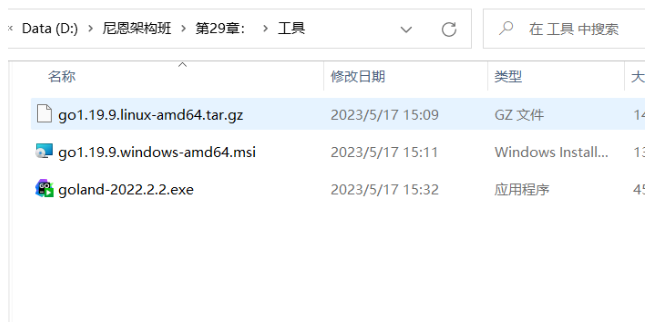 Data (D:) › 尼恩架构班 › 第29章： › 工具 在 工具 中搜索
名称 修改日期 类型 大
go1.19.9.linux-amd64.tar.gz 2023/5/17 15:09 GZ 文件 14
go1.19.9.windows-amd64.msi 2023/5/17 15:11 Windows Install... 13
goland-2022.2.2.exe 2023/5/17 15:32 应用程序 45